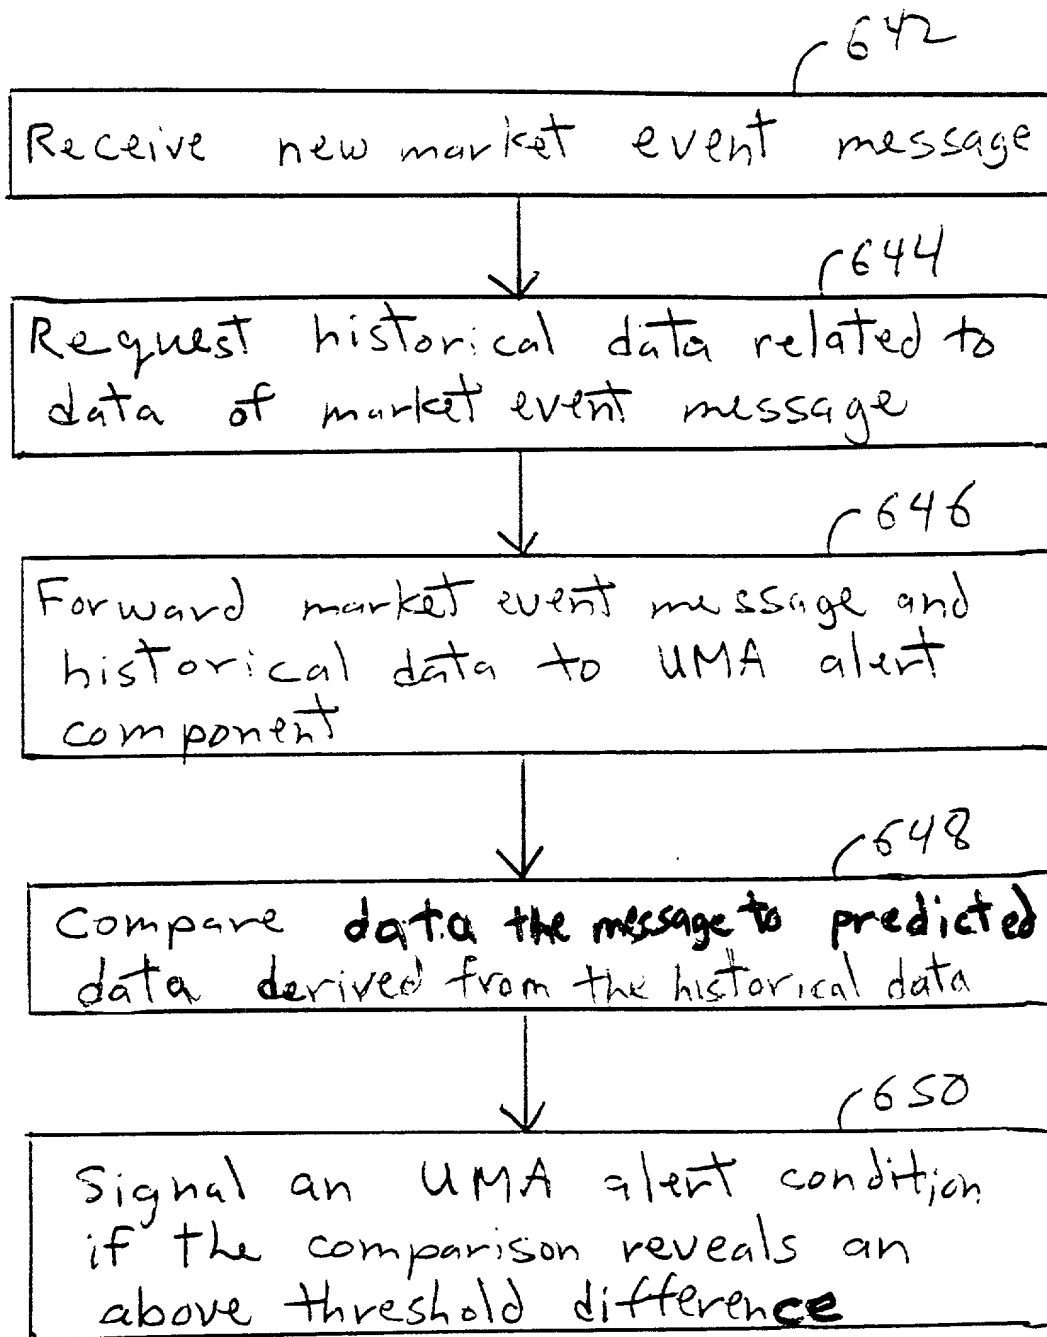 642
Receive new market event message
644
Request historical data related to
data of market event message
646
Forward market event message and
historical data to UMA alert
component
648
Compare data the message to predicted
data derived from the historical data
650
Signal an UMA alert condition
if the comparison reveals an
above threshold difference